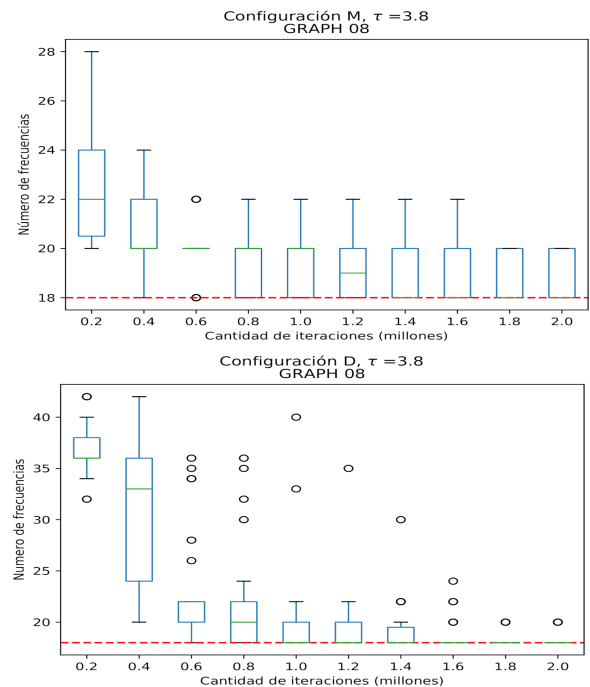 Configuración M, τ =3.8
GRAPH 08
Número de frecuencias
28
26
24
22
20
18
0.2 0.4 0.6 0.8 1.0 1.2 1.4 1.6 1.8 2.0
Cantidad de iteraciones (millones)
Configuración D, τ =3.8
GRAPH 08
Numero de frecuencias
40
35
30
25
20
0.2 0.4 0.6 0.8 1.0 1.2 1.4 1.6 1.8 2.0
Cantidad de iteraciones (millones)